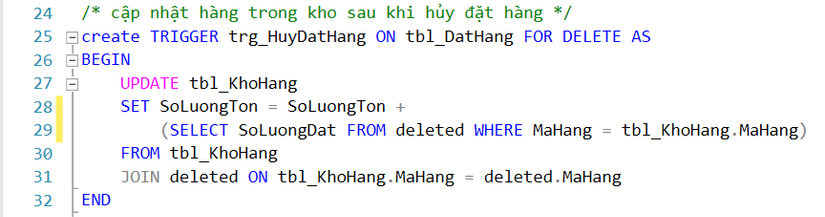 24 /* cập nhật hàng trong kho sau khi hủy đặt hàng */
25 create TRIGGER trg_HuyDatHang ON tbl_DatHang FOR DELETE AS
26 BEGIN
27     UPDATE tbl_KhoHang
28     SET SoLuongTon = SoLuongTon +
29         (SELECT SoLuongDat FROM deleted WHERE MaHang = tbl_KhoHang.MaHang)
30     FROM tbl_KhoHang
31     JOIN deleted ON tbl_KhoHang.MaHang = deleted.MaHang
32 END